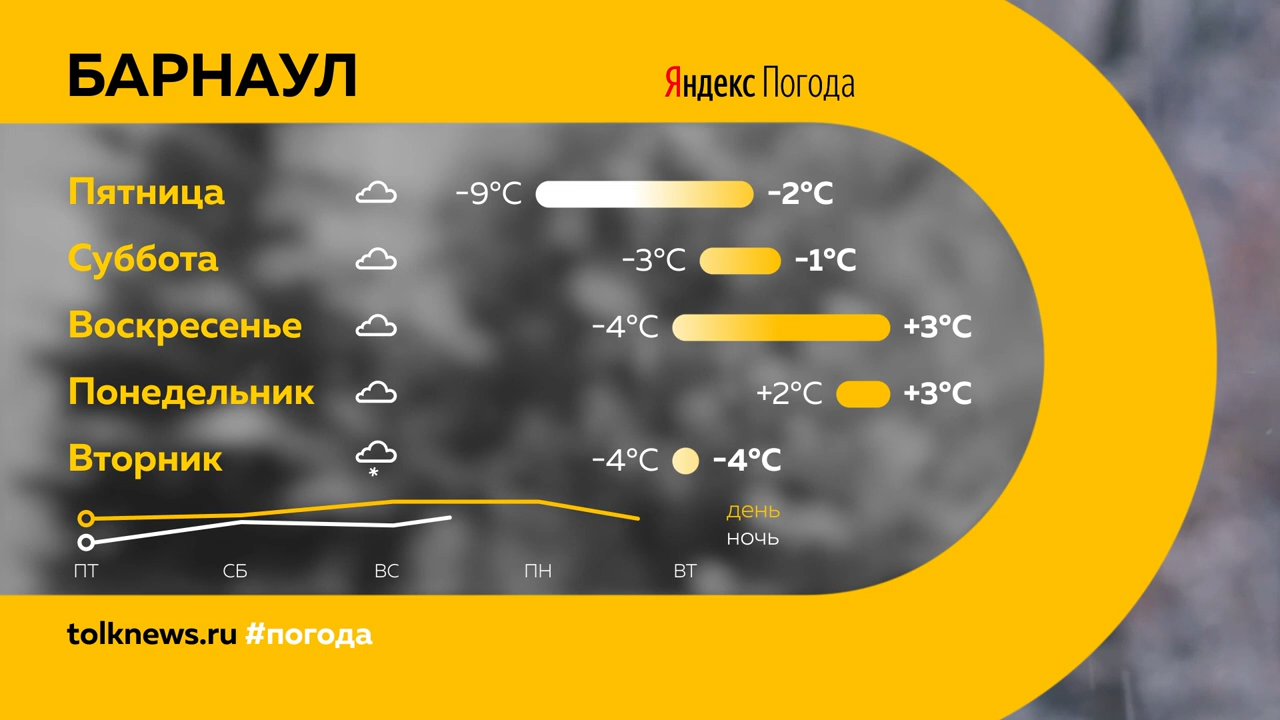 БАРНАУЛ
Яндекс Погода
Пятница -9°C -2°C
Суббота -3°C -1°C
Воскресенье -4°C +3°C
Понедельник +2°C +3°C
Вторник -4°C -4°C
день
ночь
ПТ СБ ВС ПН ВТ
tolknews.ru #погода